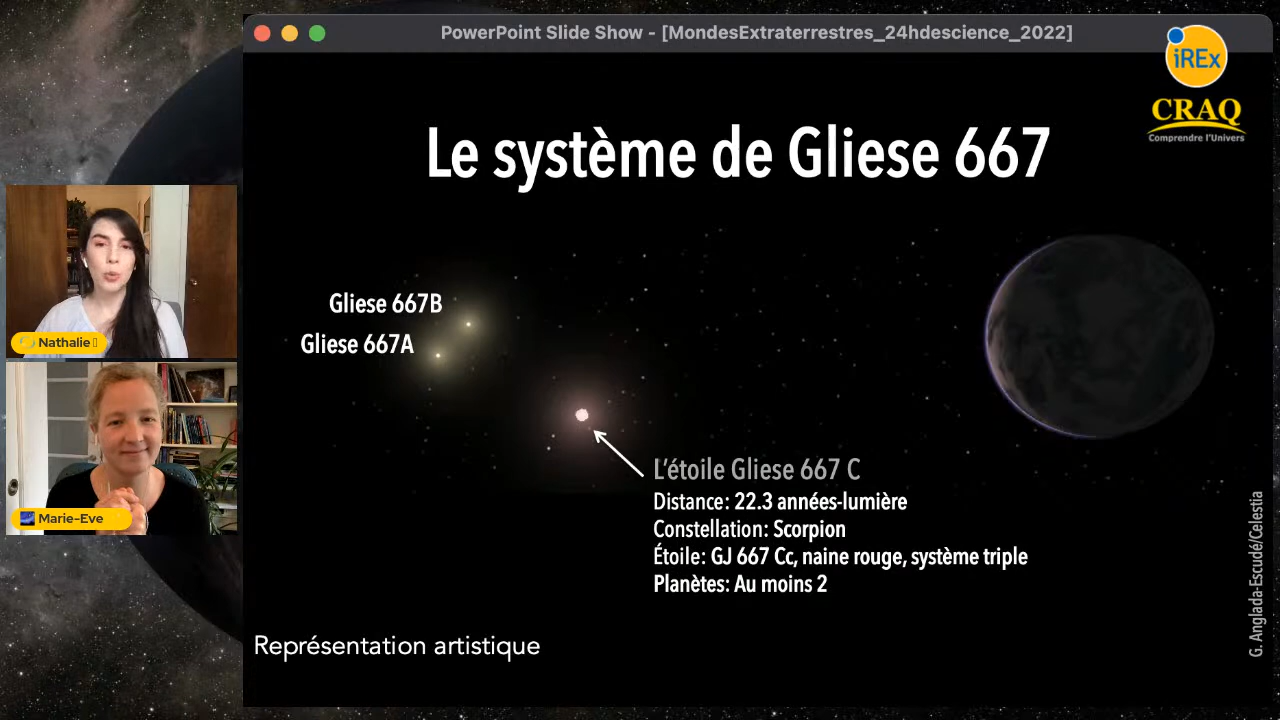 PowerPoint Slide Show - [MondesExtraterrestres_24hdescience_2022]
iREx
CRAQ
Comprendre l'Univers
Le système de Gliese 667
Gliese 667B
Gliese 667A
L'étoile Gliese 667 C
Distance: 22.3 années-lumière
Constellation: Scorpion
Étoile: GJ 667 Cc, naine rouge, système triple
Planètes: Au moins 2
Représentation artistique
G. Anglada-Escudé/Celestia
Nathalie
Marie-Eve